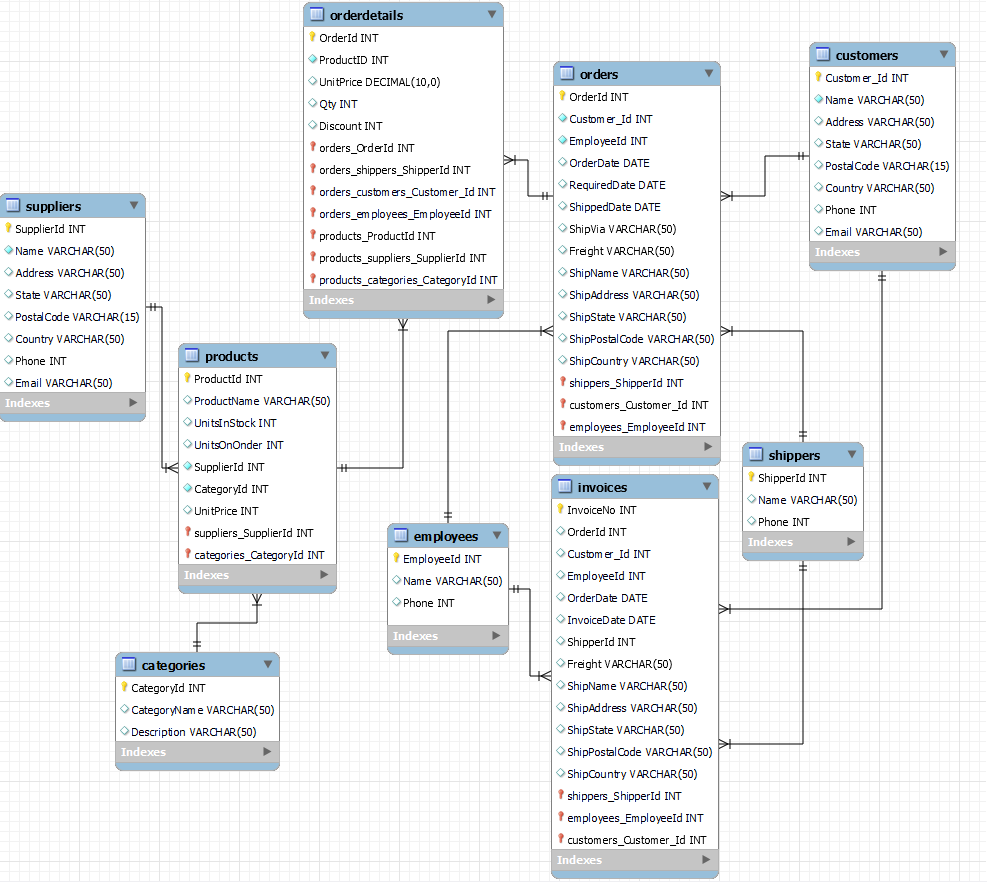 orderdetails
OrderId INT
ProductID INT
UnitPrice DECIMAL(10,0)
Qty INT
Discount INT
orders_OrderId INT
orders_shippers_ShipperId INT
orders_customers_Customer_Id INT
orders_employees_EmployeeId INT
products_ProductId INT
products_suppliers_SupplierId INT
products_categories_CategoryId INT
Indexes
orders
OrderId INT
Customer_Id INT
EmployeeId INT
OrderDate DATE
RequiredDate DATE
ShippedDate DATE
ShipVia VARCHAR(50)
Freight VARCHAR(50)
ShipName VARCHAR(50)
ShipAddress VARCHAR(50)
ShipState VARCHAR(50)
ShipPostalCode VARCHAR(50)
ShipCountry VARCHAR(50)
shippers_ShipperId INT
customers_Customer_Id INT
employees_EmployeeId INT
Indexes
customers
Customer_Id INT
Name VARCHAR(50)
Address VARCHAR(50)
State VARCHAR(50)
PostalCode VARCHAR(15)
Country VARCHAR(50)
Phone INT
Email VARCHAR(50)
Indexes
suppliers
SupplierId INT
Name VARCHAR(50)
Address VARCHAR(50)
State VARCHAR(50)
PostalCode VARCHAR(15)
Country VARCHAR(50)
Phone INT
Email VARCHAR(50)
Indexes
products
ProductId INT
ProductName VARCHAR(50)
UnitsInStock INT
UnitsOnOnder INT
SupplierId INT
CategoryId INT
UnitPrice INT
suppliers_SupplierId INT
categories_CategoryId INT
Indexes
shippers
ShipperId INT
Name VARCHAR(50)
Phone INT
Indexes
employees
EmployeeId INT
Name VARCHAR(50)
Phone INT
Indexes
invoices
InvoiceNo INT
OrderId INT
Customer_Id INT
EmployeeId INT
OrderDate DATE
InvoiceDate DATE
ShipperId INT
Freight VARCHAR(50)
ShipName VARCHAR(50)
ShipAddress VARCHAR(50)
ShipState VARCHAR(50)
ShipPostalCode VARCHAR(50)
ShipCountry VARCHAR(50)
shippers_ShipperId INT
employees_EmployeeId INT
customers_Customer_Id INT
Indexes
categories
CategoryId INT
CategoryName VARCHAR(50)
Description VARCHAR(50)
Indexes